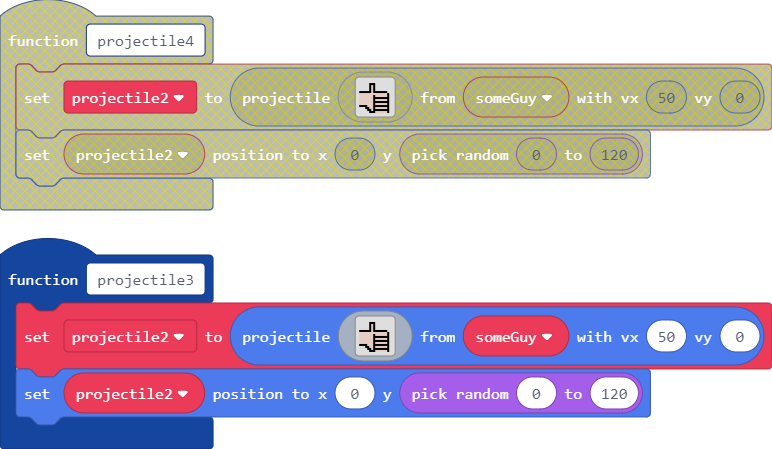 function projectile4
set projectile2 to projectile from someGuy with vx 50 vy 0
set projectile2 position to x 0 y pick random 0 to 120
function projectile3
set projectile2 to projectile from someGuy with vx 50 vy 0
set projectile2 position to x 0 y pick random 0 to 120